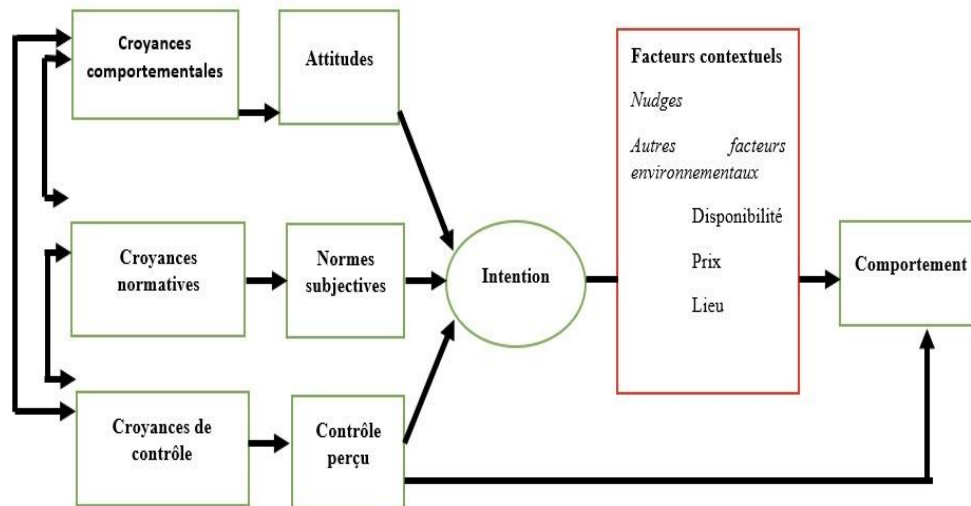 Croyances
comportementales
Attitudes
Facteurs contextuels
Nudges
Autres facteurs
environnementaux
Disponibilité
Prix
Lieu
Croyances
normatives
Normes
subjectives
Intention
Comportement
Croyances de
contrôle
Contrôle
perçu